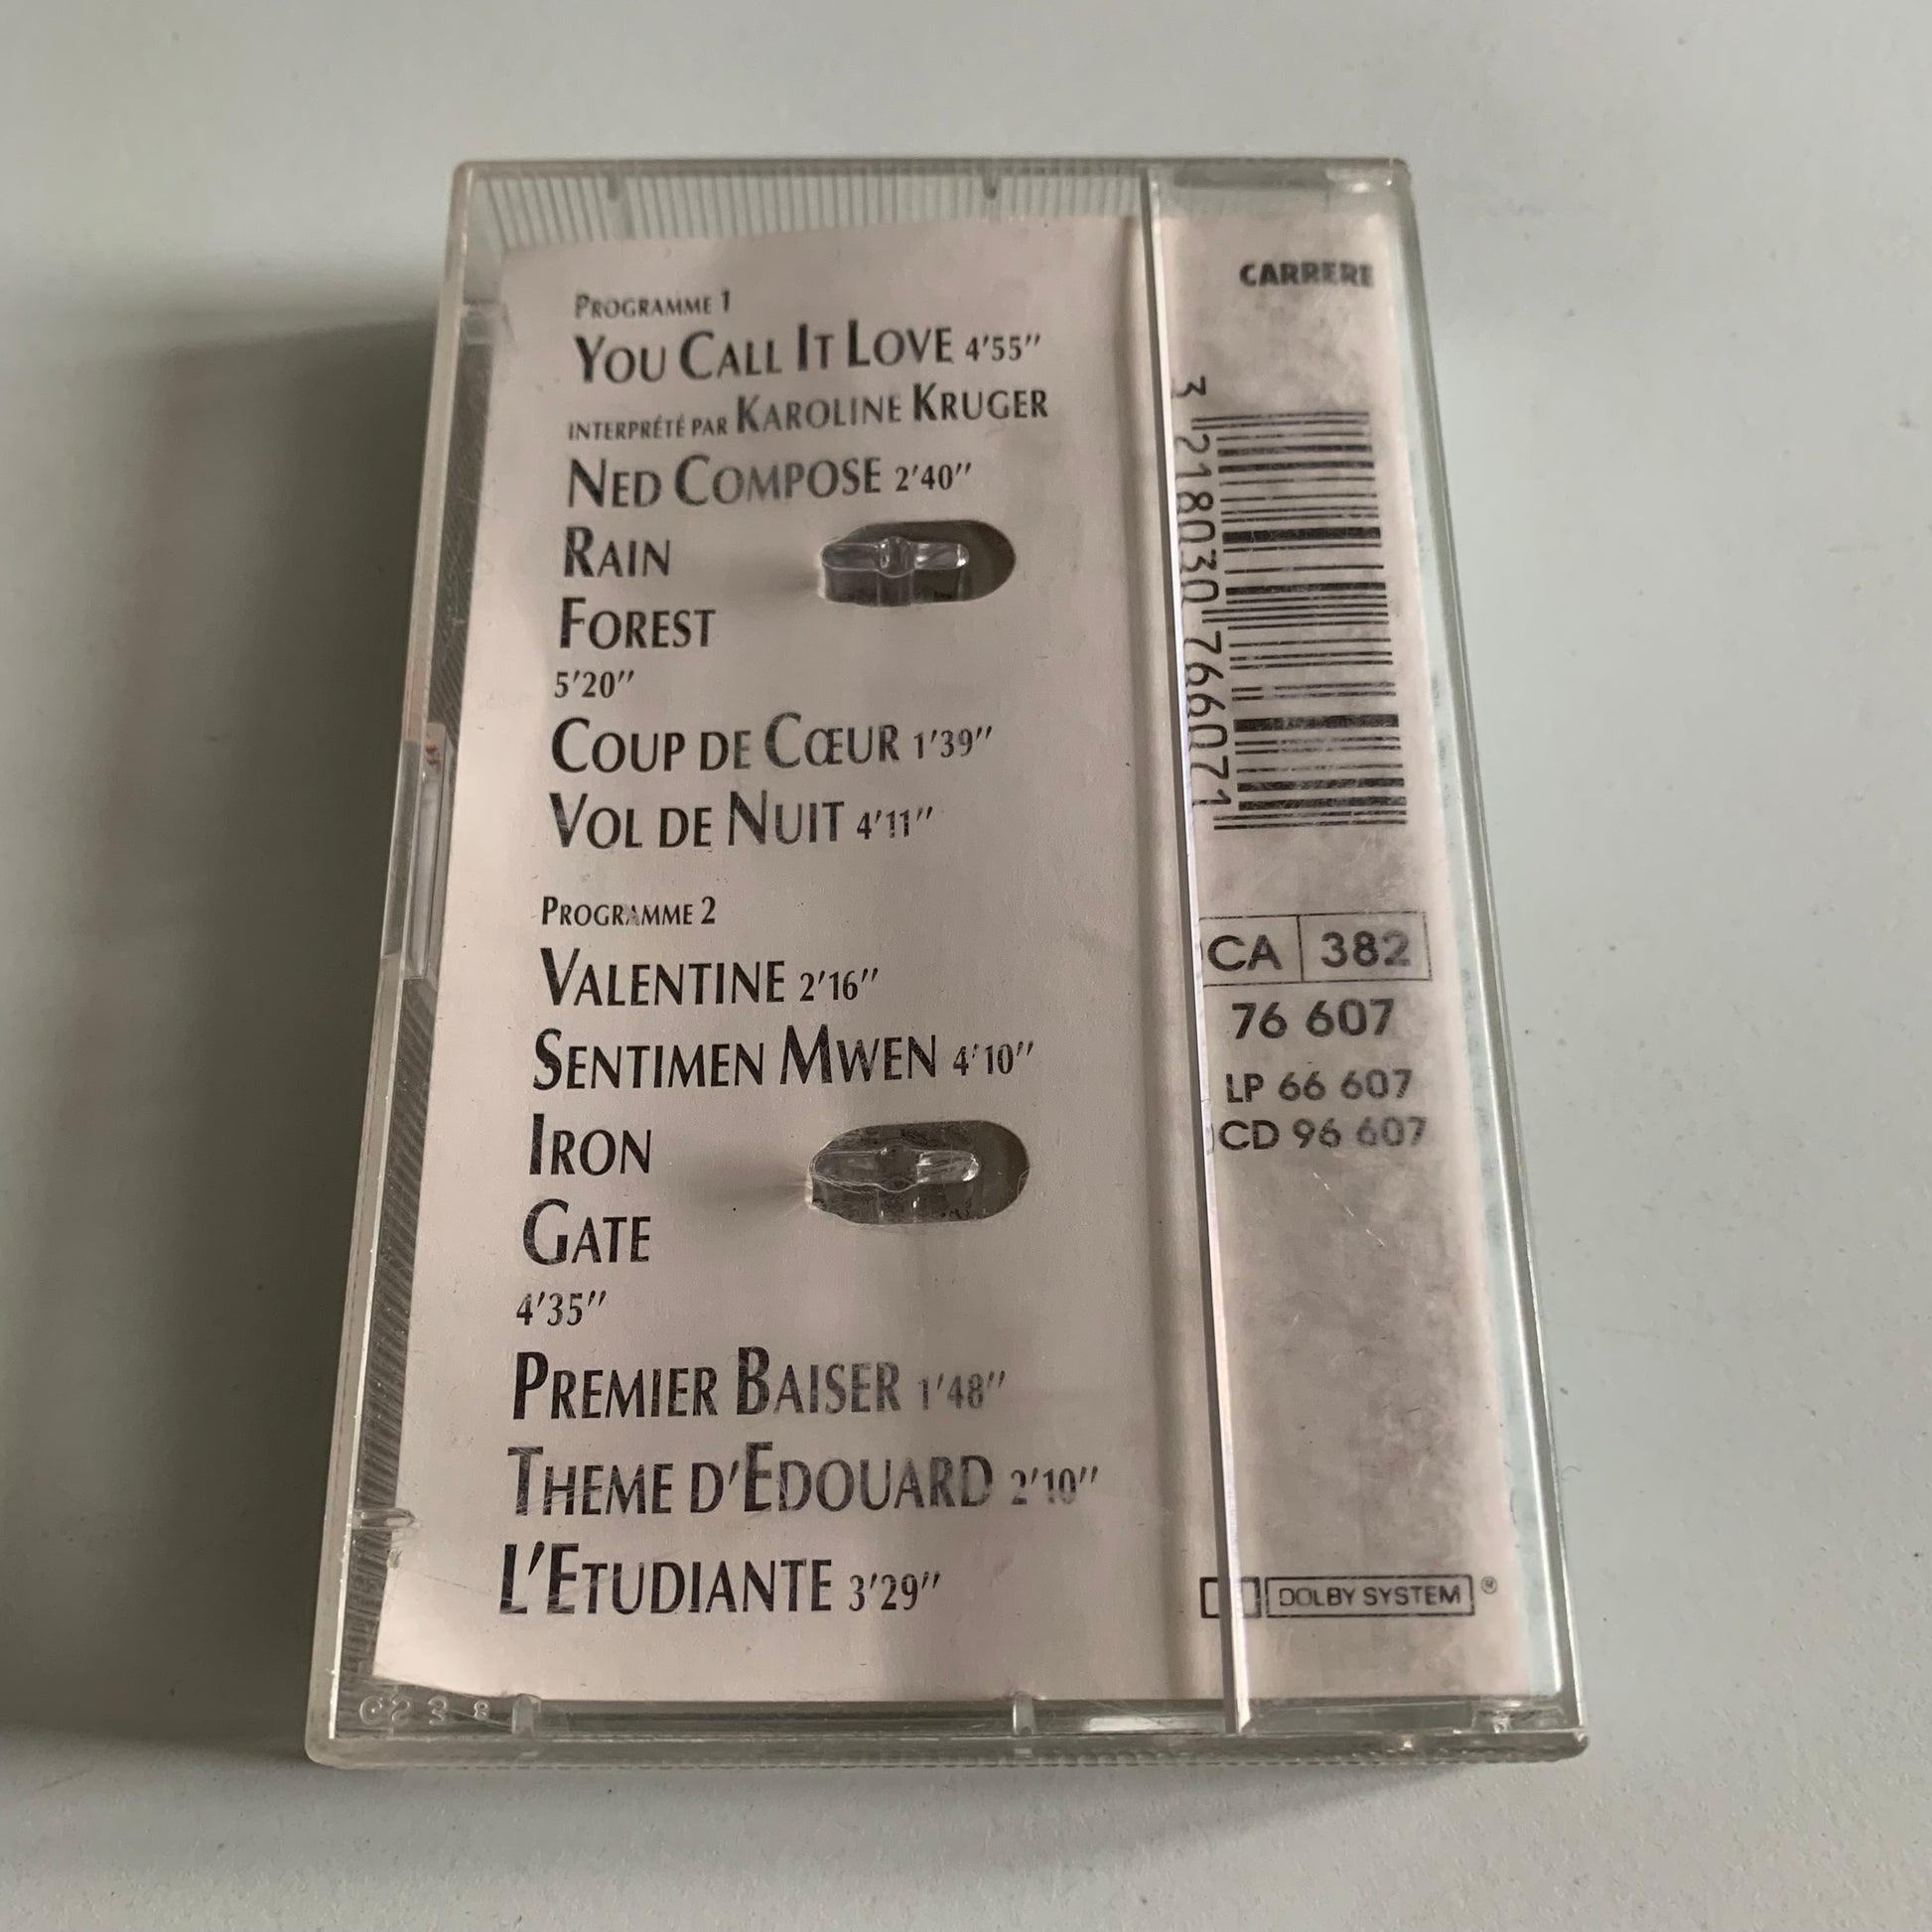 PROGRAMME 1
YOU CALL IT LOVE 4'55"
INTERPRÉTÉ PAR KAROLINE KRUGER
NED COMPOSE 2'40"
RAIN
FOREST
5'20"
COUP DE CŒUR 1'39"
VOL DE NUIT 4'11"
PROGRAMME 2
VALENTINE 2'16"
SENTIMEN MWEN 4'10"
IRON
GATE
4'35"
PREMIER BAISER 1'48"
THEME D'EDOUARD 2'10"
L'ETUDIANTE 3'29"
CARRERE
3 218030 766071
CA 382
76 607
LP 66 607
CD 96 607
DOLBY SYSTEM ®